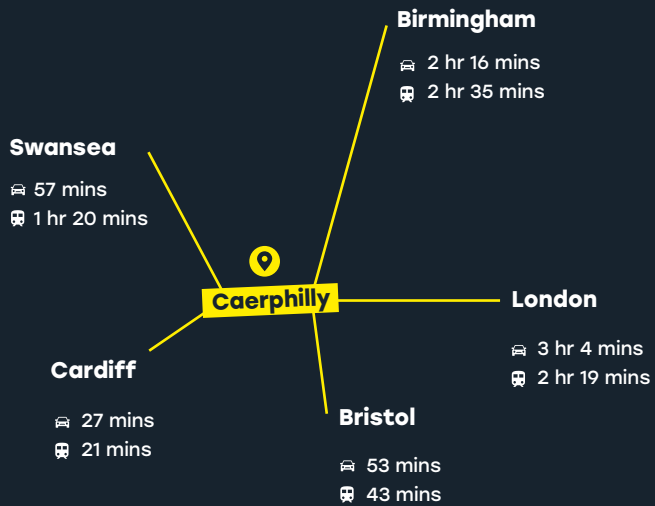 Birmingham
2 hr 16 mins
2 hr 35 mins
Swansea
57 mins
1 hr 20 mins
Caerphilly
London
3 hr 4 mins
2 hr 19 mins
Cardiff
27 mins
21 mins
Bristol
53 mins
43 mins